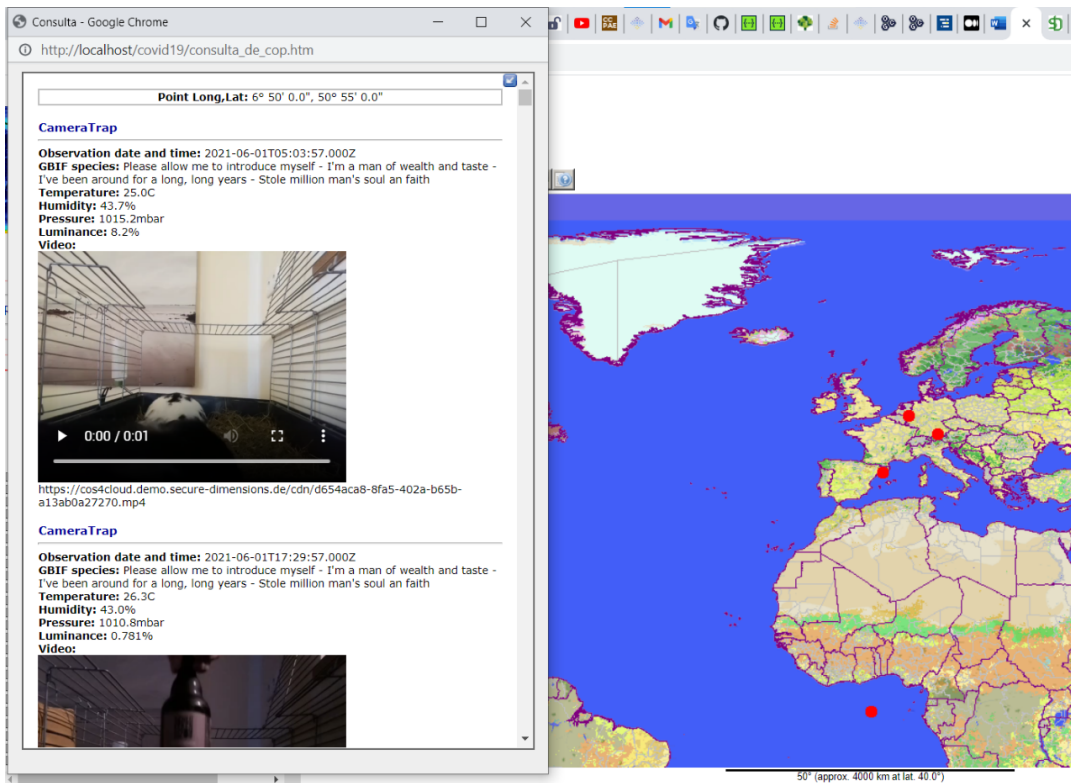 Consulta - Google Chrome
http://localhost/covid19/consulta_de_cop.htm
Point Long,Lat: 6° 50' 0.0", 50° 55' 0.0"
CameraTrap
Observation date and time: 2021-06-01T05:03:57.000Z
GBIF species: Please allow me to introduce myself - I'm a man of wealth and taste -
I've been around for a long, long years - Stole million man's soul an faith
Temperature: 25.0C
Humidity: 43.7%
Pressure: 1015.2mbar
Luminance: 8.2%
Video:
0:00 / 0:01
https://cos4cloud.demo.secure-dimensions.de/cdn/d654aca8-8fa5-402a-b65b-
a13ab0a27270.mp4
CameraTrap
Observation date and time: 2021-06-01T17:29:57.000Z
GBIF species: Please allow me to introduce myself - I'm a man of wealth and taste -
I've been around for a long, long years - Stole million man's soul an faith
Temperature: 26.3C
Humidity: 43.0%
Pressure: 1010.8mbar
Luminance: 0.781%
Video:
CC
PAE
50° (approx. 4000 km at lat. 40.0°)